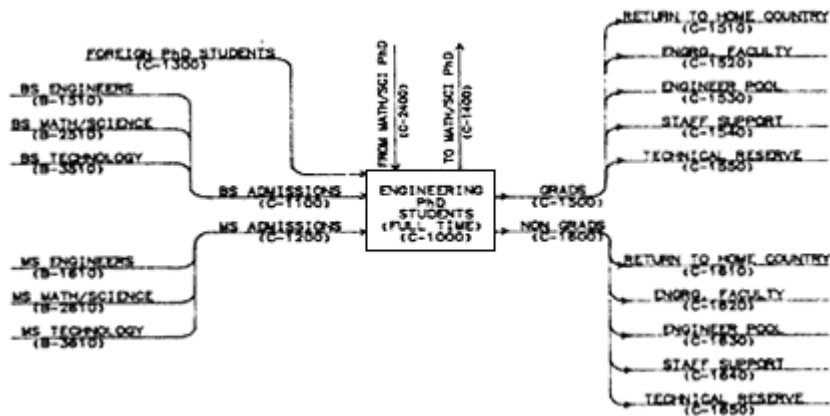 FOREIGN PhD STUDENTS
(C-1300)
BS ENGINEERS
(B-1510)
BS MATH/SCIENCE
(B-2510)
BS TECHNOLOGY
(B-3510)
BS ADMISSIONS
(C-1100)
MS ADMISSIONS
(C-1200)
MS ENGINEERS
(B-1610)
MS MATH/SCIENCE
(B-2610)
MS TECHNOLOGY
(B-3610)
FROM MATH/SCI PhD
(C-2400)
TO MATH/SCI PhD
(C-1400)
ENGINEERING
PhD
STUDENTS
(FULL TIME)
(C-1000)
GRADS
(C-1500)
NON GRADS
(C-1600)
RETURN TO HOME COUNTRY
(C-1510)
ENGRG. FACULTY
(C-1520)
ENGINEER POOL
(C-1530)
STAFF SUPPORT
(C-1540)
TECHNICAL RESERVE
(C-1550)
RETURN TO HOME COUNTRY
(C-1610)
ENGRG. FACULTY
(C-1620)
ENGINEER POOL
(C-1630)
STAFF SUPPORT
(C-1640)
TECHNICAL RESERVE
(C-1650)